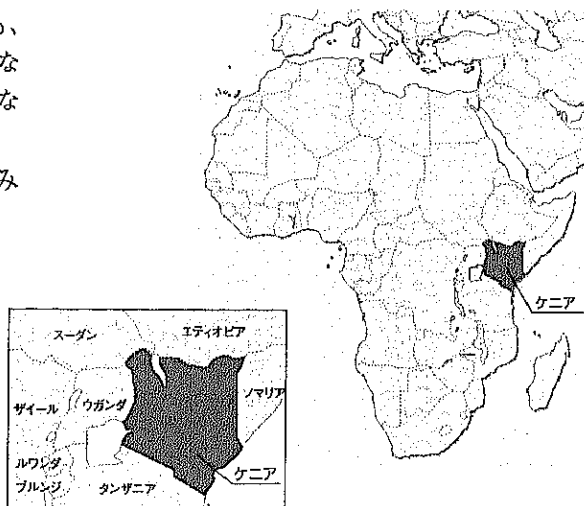 い
な
な
み
ケニア
スーダン
エティオピア
ザイール
ウガンダ
ソマリア
ルワンダ
ブルンジ
タンザニア
ケニア